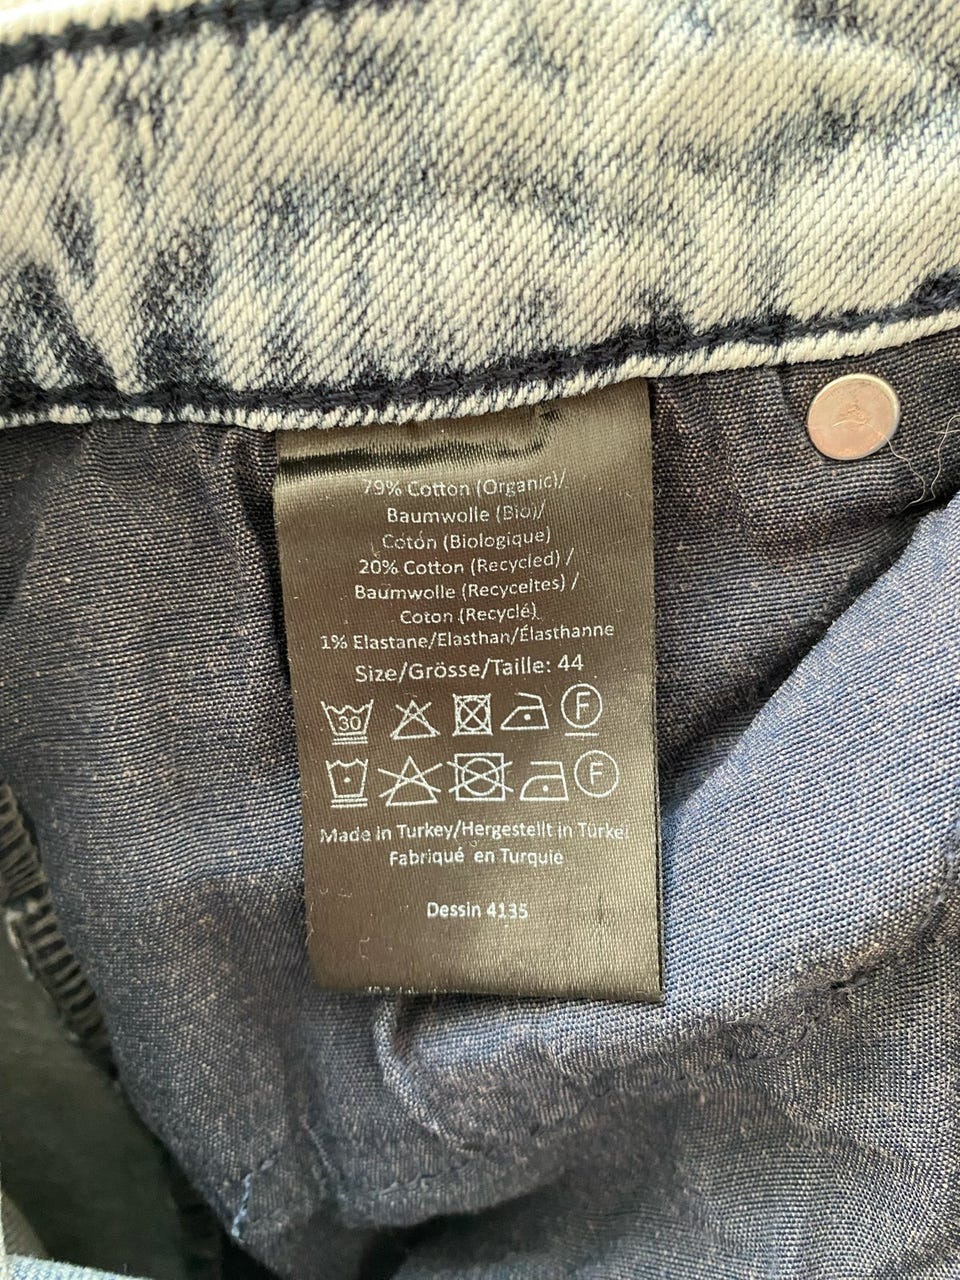 79% Cotton (Organic)/
Baumwolle (Bio)/
Cotón (Biologique)
20% Cotton (Recycled) /
Baumwolle (Recyceltes) /
Coton (Recyclé)
1% Elastane/Elasthan/Élasthanne
Size/Grösse/Taille: 44
30 F
F
Made in Turkey/Hergestellt in Türkei
Fabriqué en Turquie
Dessin 4135